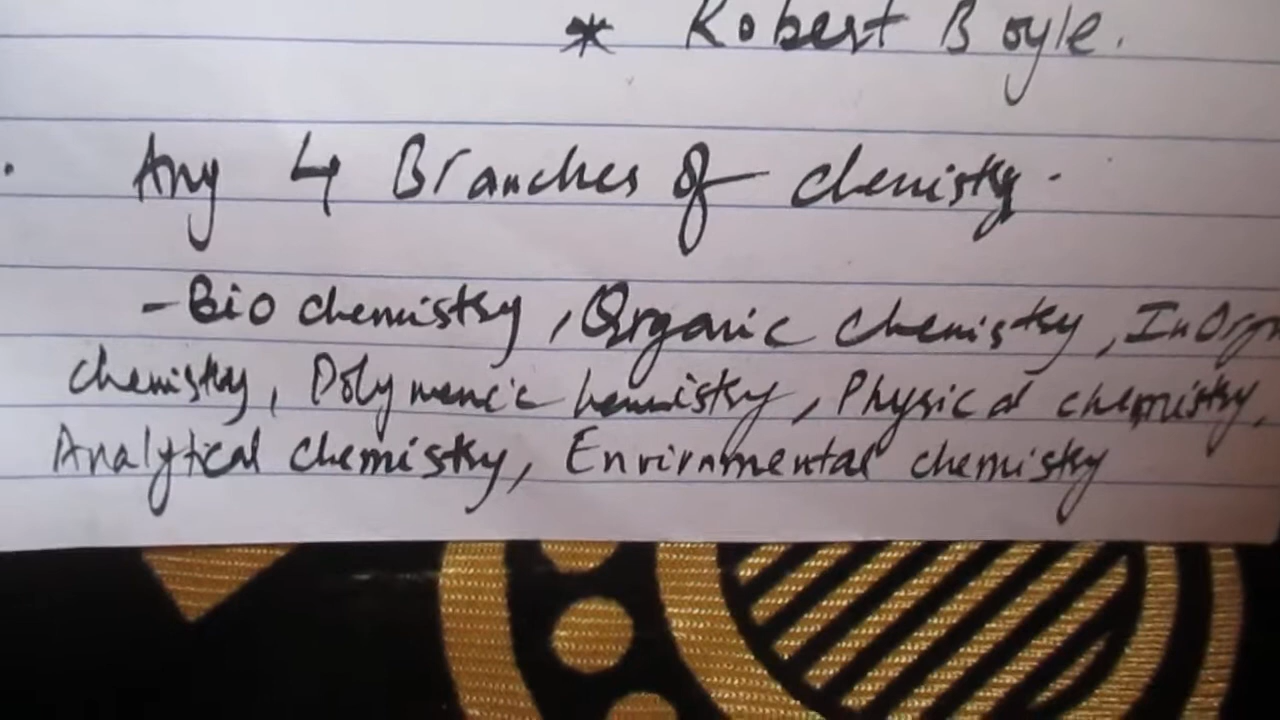 * Robert Boyle.
. Any 4 Branches of chemistry.
- Bio chemistry, Organic chemistry, InOrgn
chemistry, Polymeric hemistry, Physical chemistry,
Analytical chemistry, Envirnmental chemistry